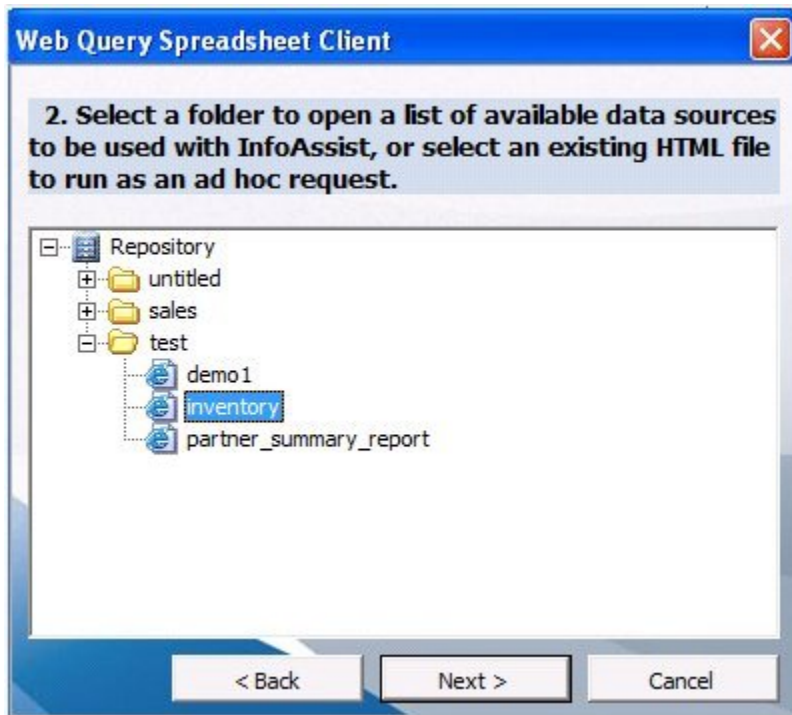 Web Query Spreadsheet Client
2. Select a folder to open a list of available data sources
to be used with InfoAssist, or select an existing HTML file
to run as an ad hoc request.
Repository
untitled
sales
test
demo1
inventory
partner_summary_report
< Back
Next >
Cancel